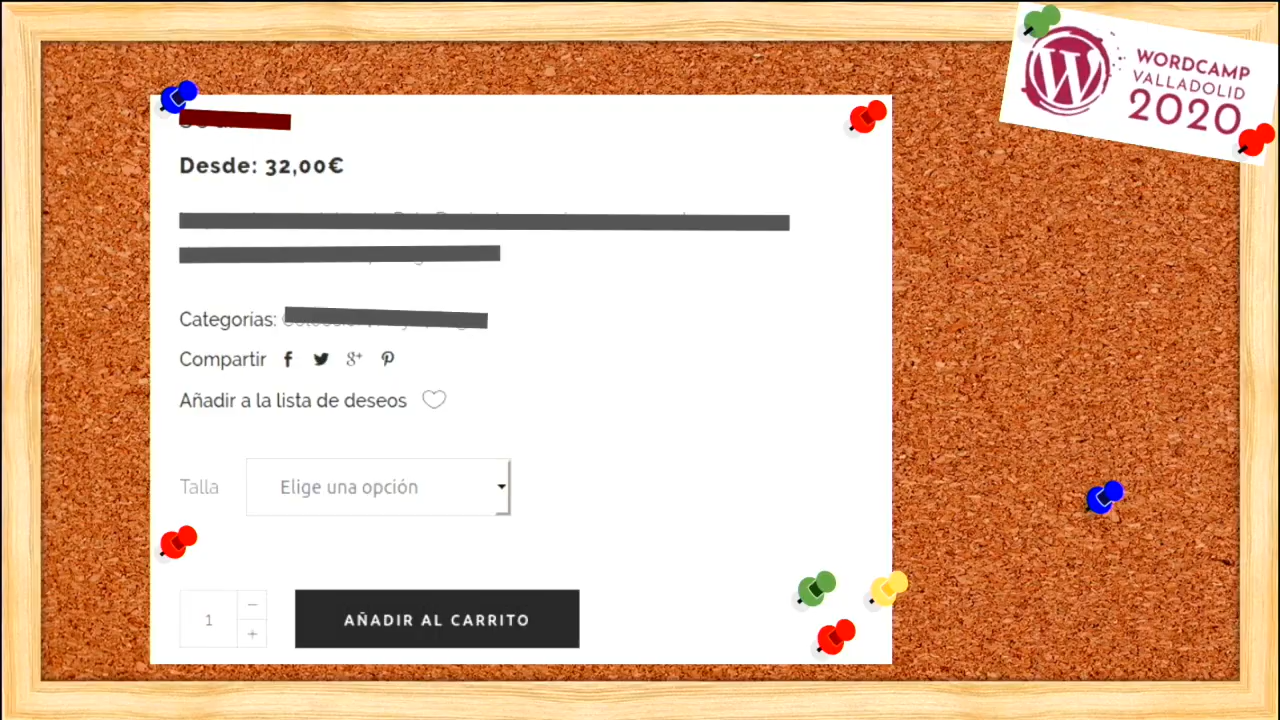 WORDCAMP
VALLADOLID
2020
Desde: 32,00€
Categorias:
Compartir
Añadir a la lista de deseos
Talla Elige una opción
1 - +
AÑADIR AL CARRITO